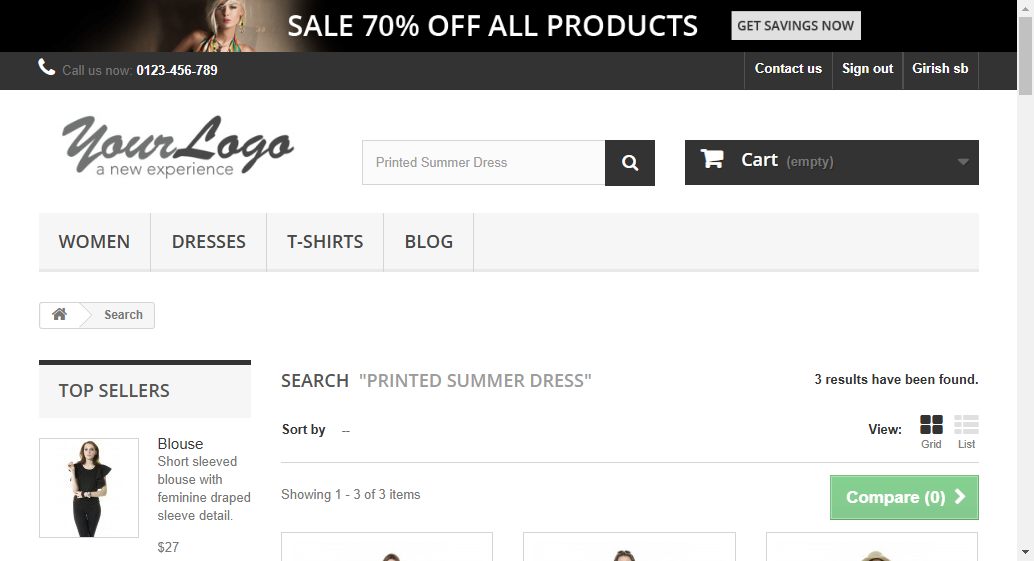 SALE 70% OFF ALL PRODUCTS
GET SAVINGS NOW
Call us now: 0123-456-789
Contact us
Sign out
Girish sb
YourLogo
a new experience
Printed Summer Dress
Cart (empty)
WOMEN
DRESSES
T-SHIRTS
BLOG
Search
TOP SELLERS
Blouse
Short sleeved
blouse with
feminine draped
sleeve detail.
$27
SEARCH "PRINTED SUMMER DRESS"
3 results have been found.
Sort by --
View:
Grid
List
Showing 1 - 3 of 3 items
Compare (0)